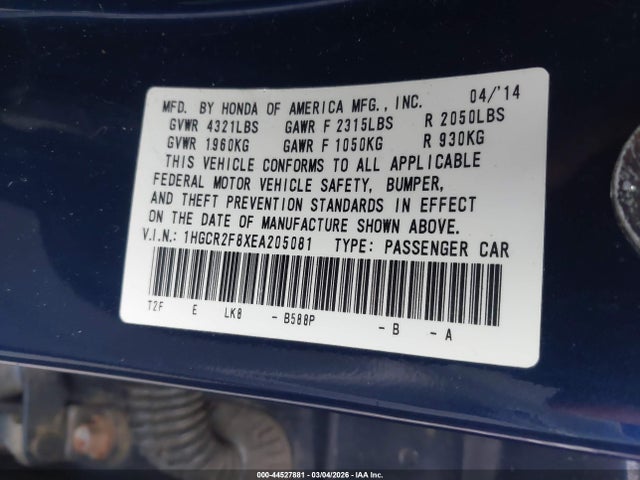 MFD. BY HONDA OF AMERICA MFG., INC. 04/'14
GVWR 4321LBS GAWR F 2315LBS R 2050LBS
GVWR 1960KG GAWR F 1050KG R 930KG
THIS VEHICLE CONFORMS TO ALL APPLICABLE
FEDERAL MOTOR VEHICLE SAFETY, BUMPER,
AND THEFT PREVENTION STANDARDS IN EFFECT
ON THE DATE OF MANUFACTURE SHOWN ABOVE.
V.I.N.: 1HGCR2F8XEA205081 TYPE: PASSENGER CAR
T2F E LK8 - B588P - B - A
000-44527881 - 03/04/2026 - IAA Inc.